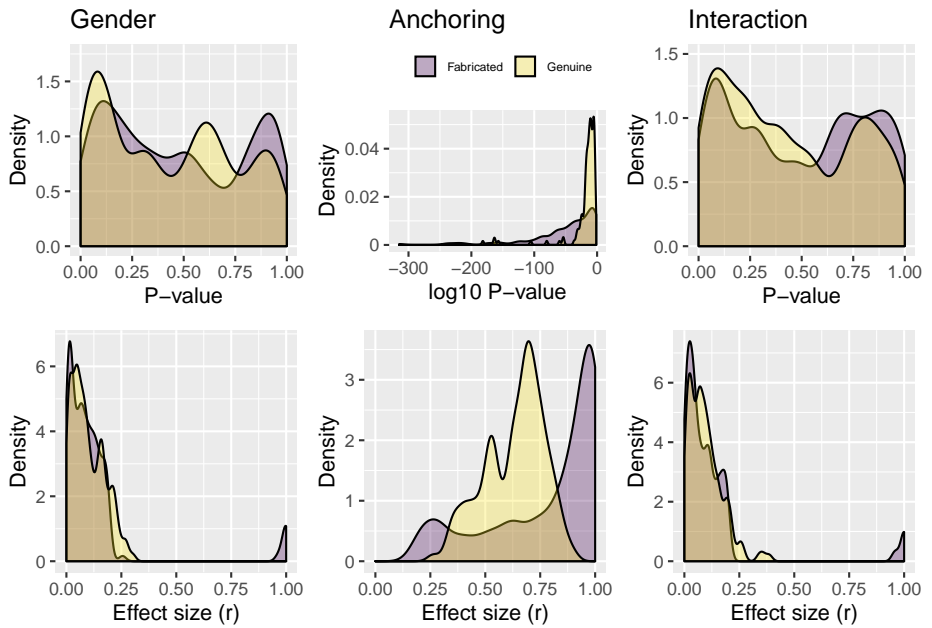 Gender
Anchoring
Interaction
Fabricated
Genuine
Density
1.5
1.0
0.5
0.0
0.00 0.25 0.50 0.75 1.00
P−value
Density
0.04
0.02
0
−300 −200 −100 0
log10 P−value
Density
1.5
1.0
0.5
0.0
0.00 0.25 0.50 0.75 1.00
P−value
Density
6
4
2
0
0.00 0.25 0.50 0.75 1.00
Effect size (r)
Density
3
2
1
0
0.00 0.25 0.50 0.75 1.00
Effect size (r)
Density
6
4
2
0
0.00 0.25 0.50 0.75 1.00
Effect size (r)